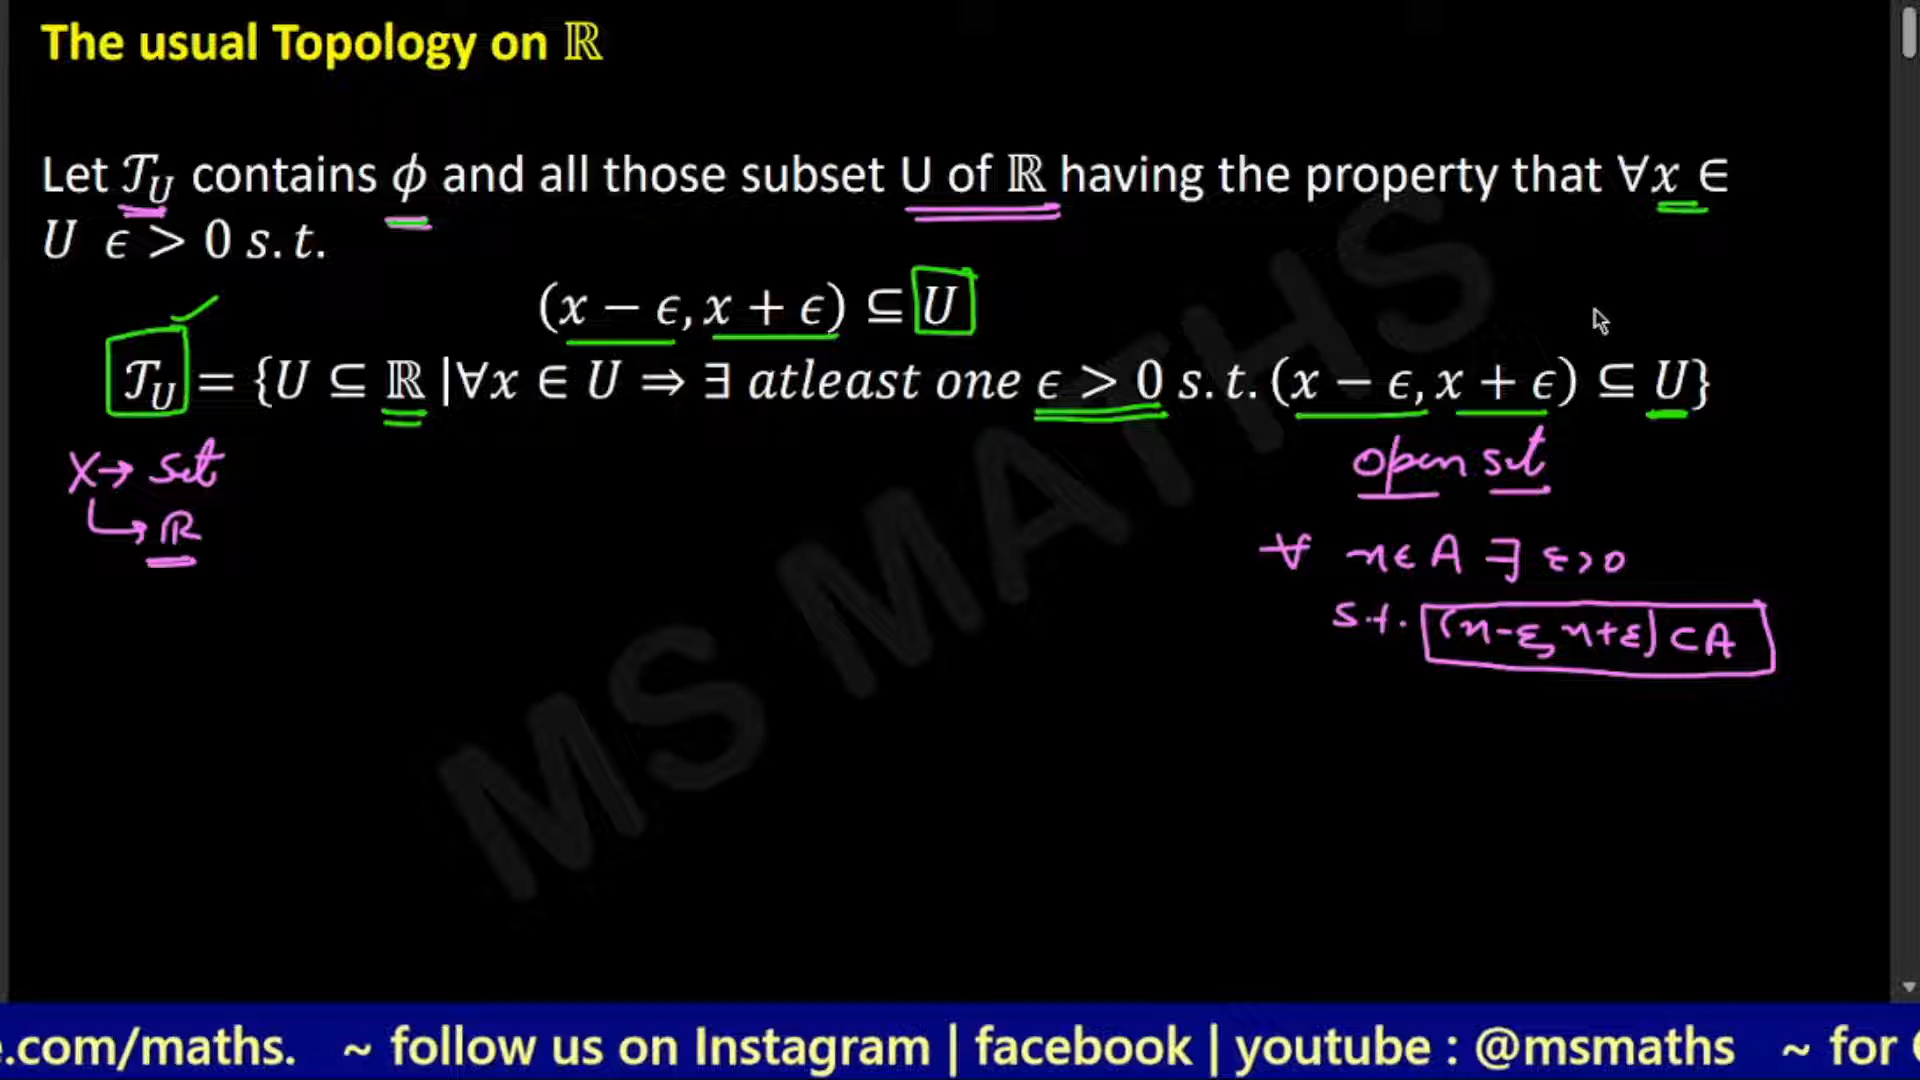 The usual Topology on ℝ
Let 𝒯_U contains ϕ and all those subset U of ℝ having the property that ∀x ∈
U ϵ > 0 s.t.
(x − ϵ, x + ϵ) ⊆ U
𝒯_U = {U ⊆ ℝ |∀x ∈ U ⇒ ∃ atleast one ϵ > 0 s.t. (x − ϵ, x + ϵ) ⊆ U}
X → set
↳ ℝ
open set
∀ x ∈ A ∃ ε > 0
s.t. (x-ε, x+ε) ⊂ A
MS MATHS
e.com/maths. ~ follow us on Instagram | facebook | youtube : @msmaths ~ for